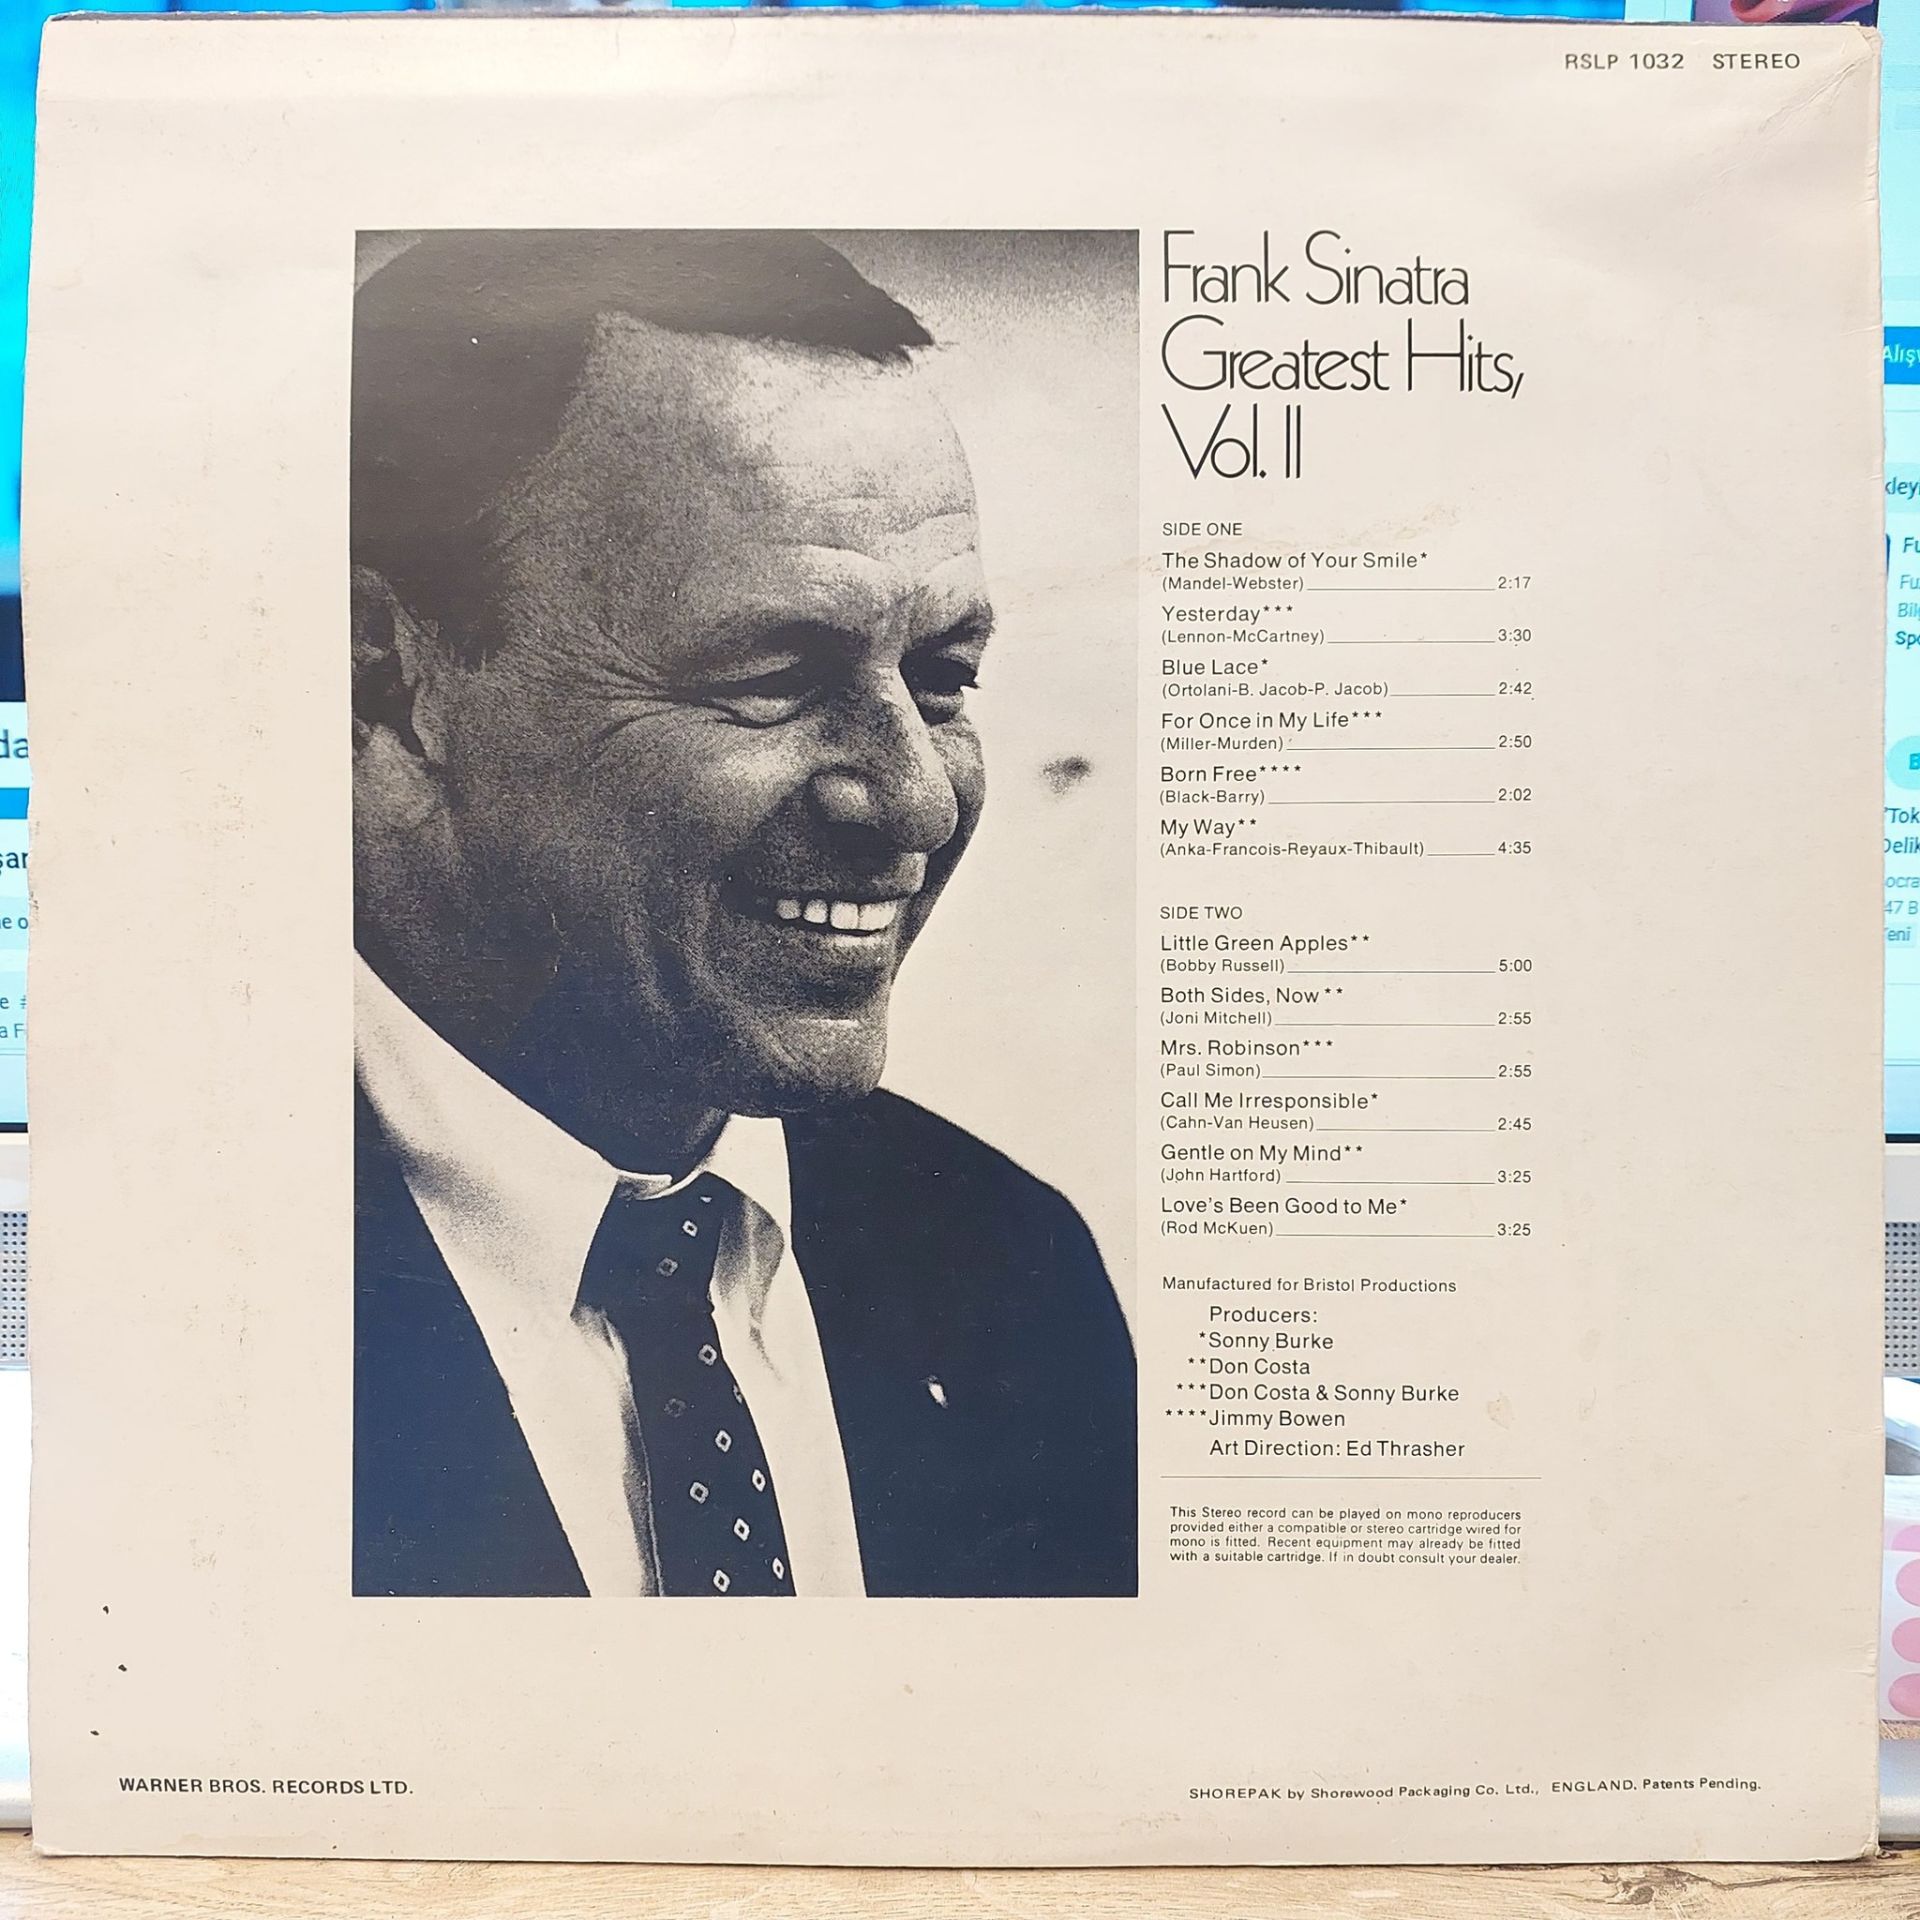 RSLP 1032 STEREO
Frank Sinatra
Greatest Hits,
Vol. II
SIDE ONE
The Shadow of Your Smile*
(Mandel-Webster) 2:17
Yesterday***
(Lennon-McCartney) 3:30
Blue Lace*
(Ortolani-B. Jacob-P. Jacob) 2:42
For Once in My Life***
(Miller-Murden) 2:50
Born Free****
(Black-Barry) 2:02
My Way**
(Anka-Francois-Reyaux-Thibault) 4:35
SIDE TWO
Little Green Apples**
(Bobby Russell) 5:00
Both Sides, Now **
(Joni Mitchell) 2:55
Mrs. Robinson***
(Paul Simon) 2:55
Call Me Irresponsible*
(Cahn-Van Heusen) 2:45
Gentle on My Mind**
(John Hartford) 3:25
Love's Been Good to Me*
(Rod McKuen) 3:25
Manufactured for Bristol Productions
Producers:
*Sonny Burke
**Don Costa
***Don Costa & Sonny Burke
****Jimmy Bowen
Art Direction: Ed Thrasher
This Stereo record can be played on mono reproducers
provided either a compatible or stereo cartridge wired for
mono is fitted. Recent equipment may already be fitted
with a suitable cartridge. If in doubt consult your dealer.
WARNER BROS. RECORDS LTD.
SHOREPAK by Shorewood Packaging Co. Ltd., ENGLAND. Patents Pending.